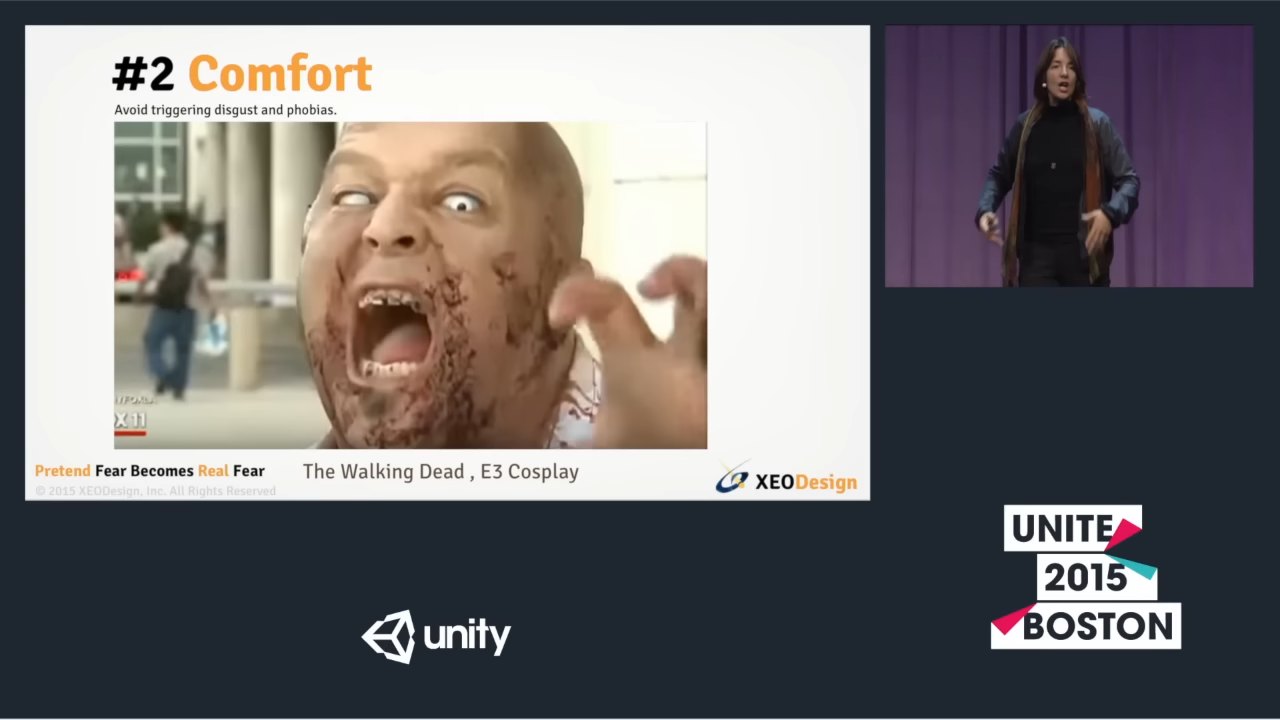 #2 Comfort
Avoid triggering disgust and phobias.
X 11
Pretend Fear Becomes Real Fear
The Walking Dead , E3 Cosplay
XEODesign
© 2015 XEODesign, Inc. All Rights Reserved
UNITE
2015
BOSTON
unity